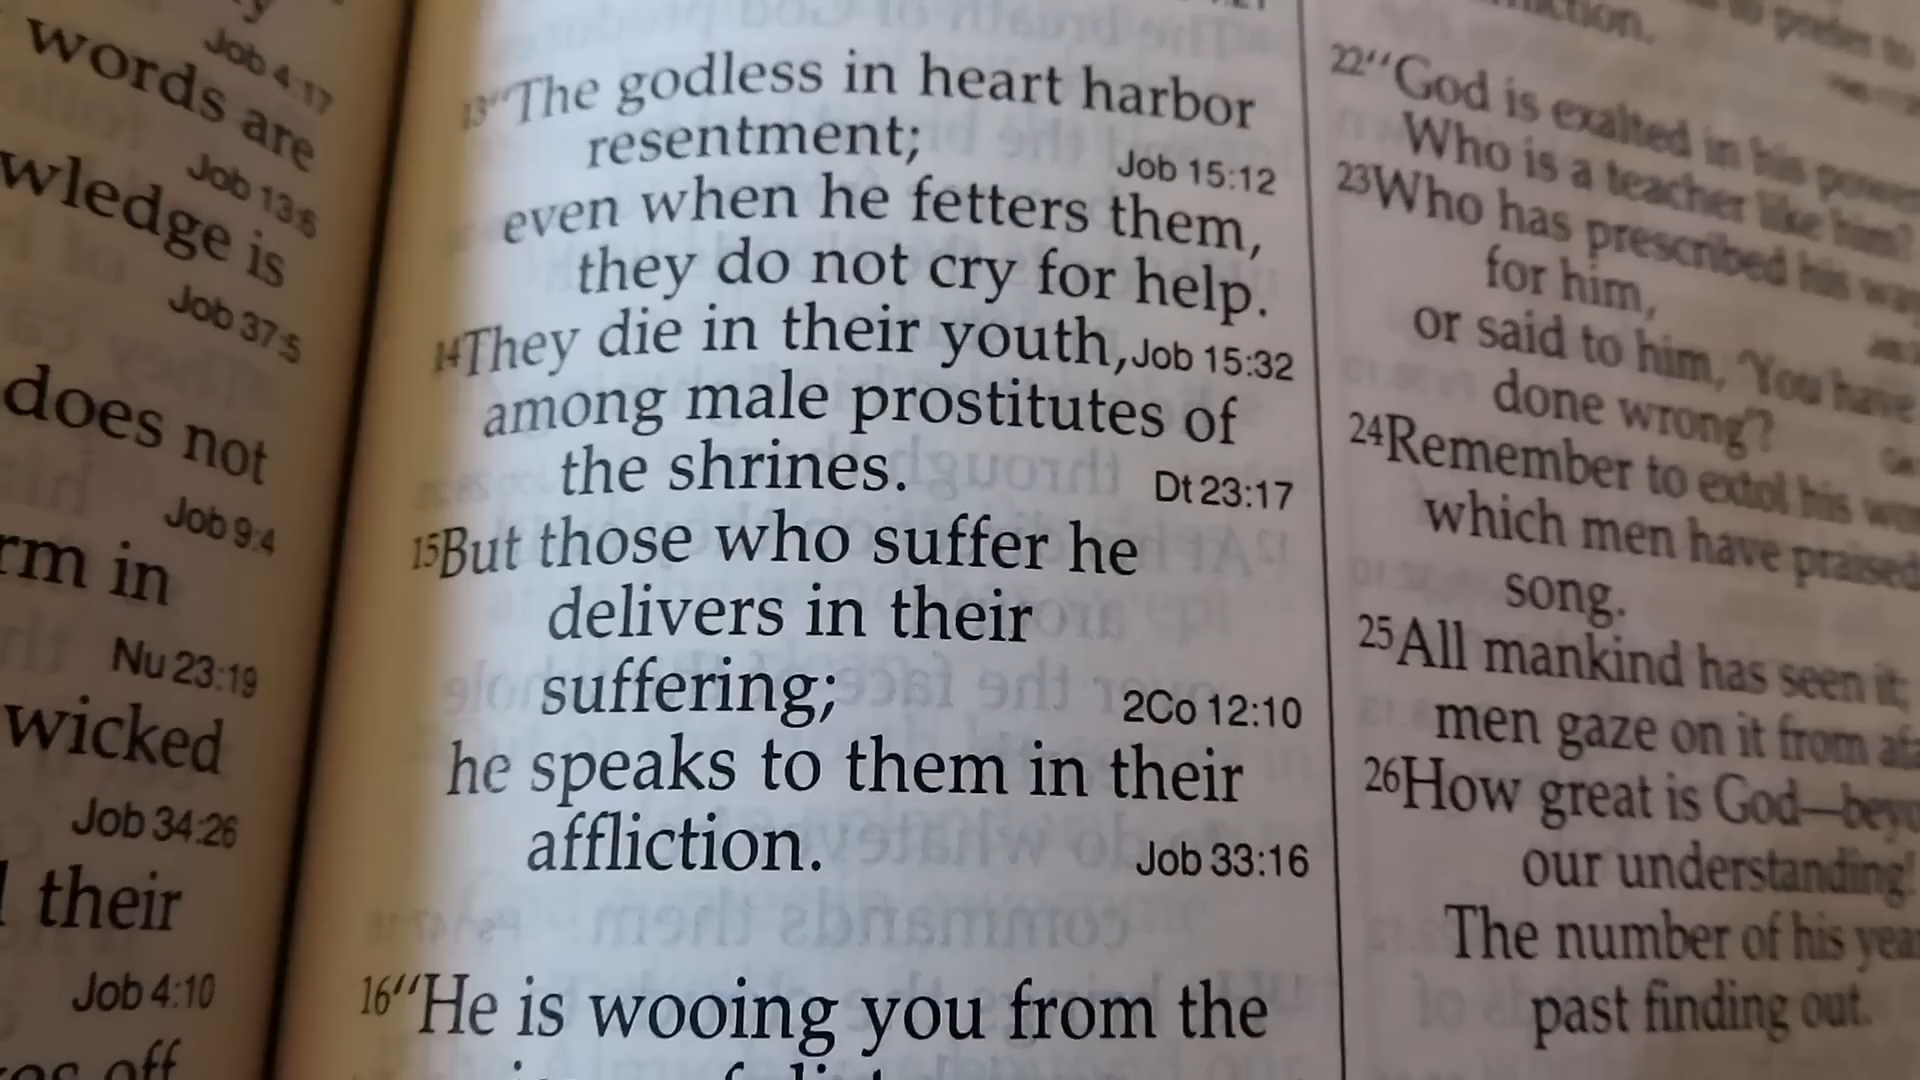 words are
Job 4:17
Job 13:6
wledge is
Job 37:5
does not
Job 9:4
rm in
Nu 23:19
wicked
Job 34:26
their
Job 4:10
off
13"The godless in heart harbor
resentment; Job 15:12
even when he fetters them,
they do not cry for help.
14They die in their youth, Job 15:32
among male prostitutes of
the shrines. Dt 23:17
15But those who suffer he
delivers in their
suffering; 2Co 12:10
he speaks to them in their
affliction. Job 33:16
16"He is wooing you from the
22"God is exalted in his power
Who is a teacher like him?
23Who has prescribed his way
for him,
or said to him, 'You have
done wrong'?
24Remember to extol his
which men have praised
song.
25All mankind has seen it;
men gaze on it from
26How great is God—
our understanding!
The number of his
past finding out.